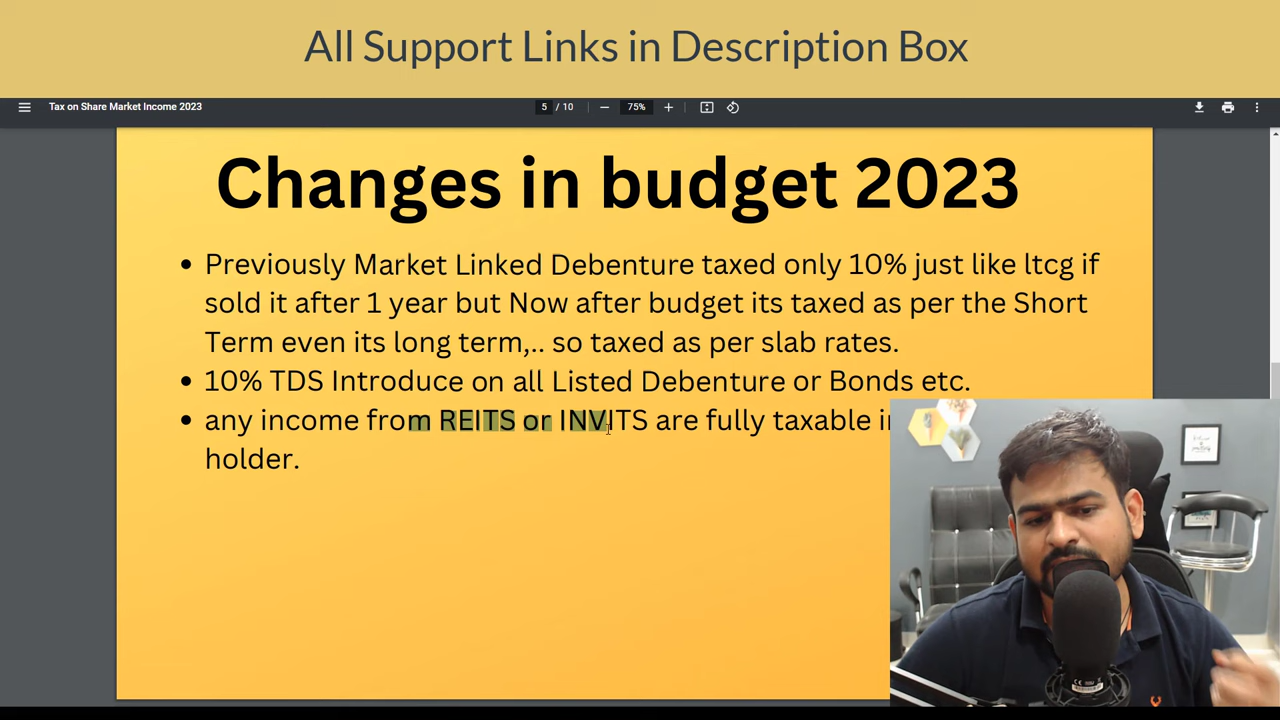 All Support Links in Description Box
Tax on Share Market Income 2023
5 / 10
75%
Changes in budget 2023
• Previously Market Linked Debenture taxed only 10% just like ltcg if
sold it after 1 year but Now after budget its taxed as per the Short
Term even its long term,.. so taxed as per slab rates.
• 10% TDS Introduce on all Listed Debenture or Bonds etc.
• any income from REITS or INVITS are fully taxable
holder.